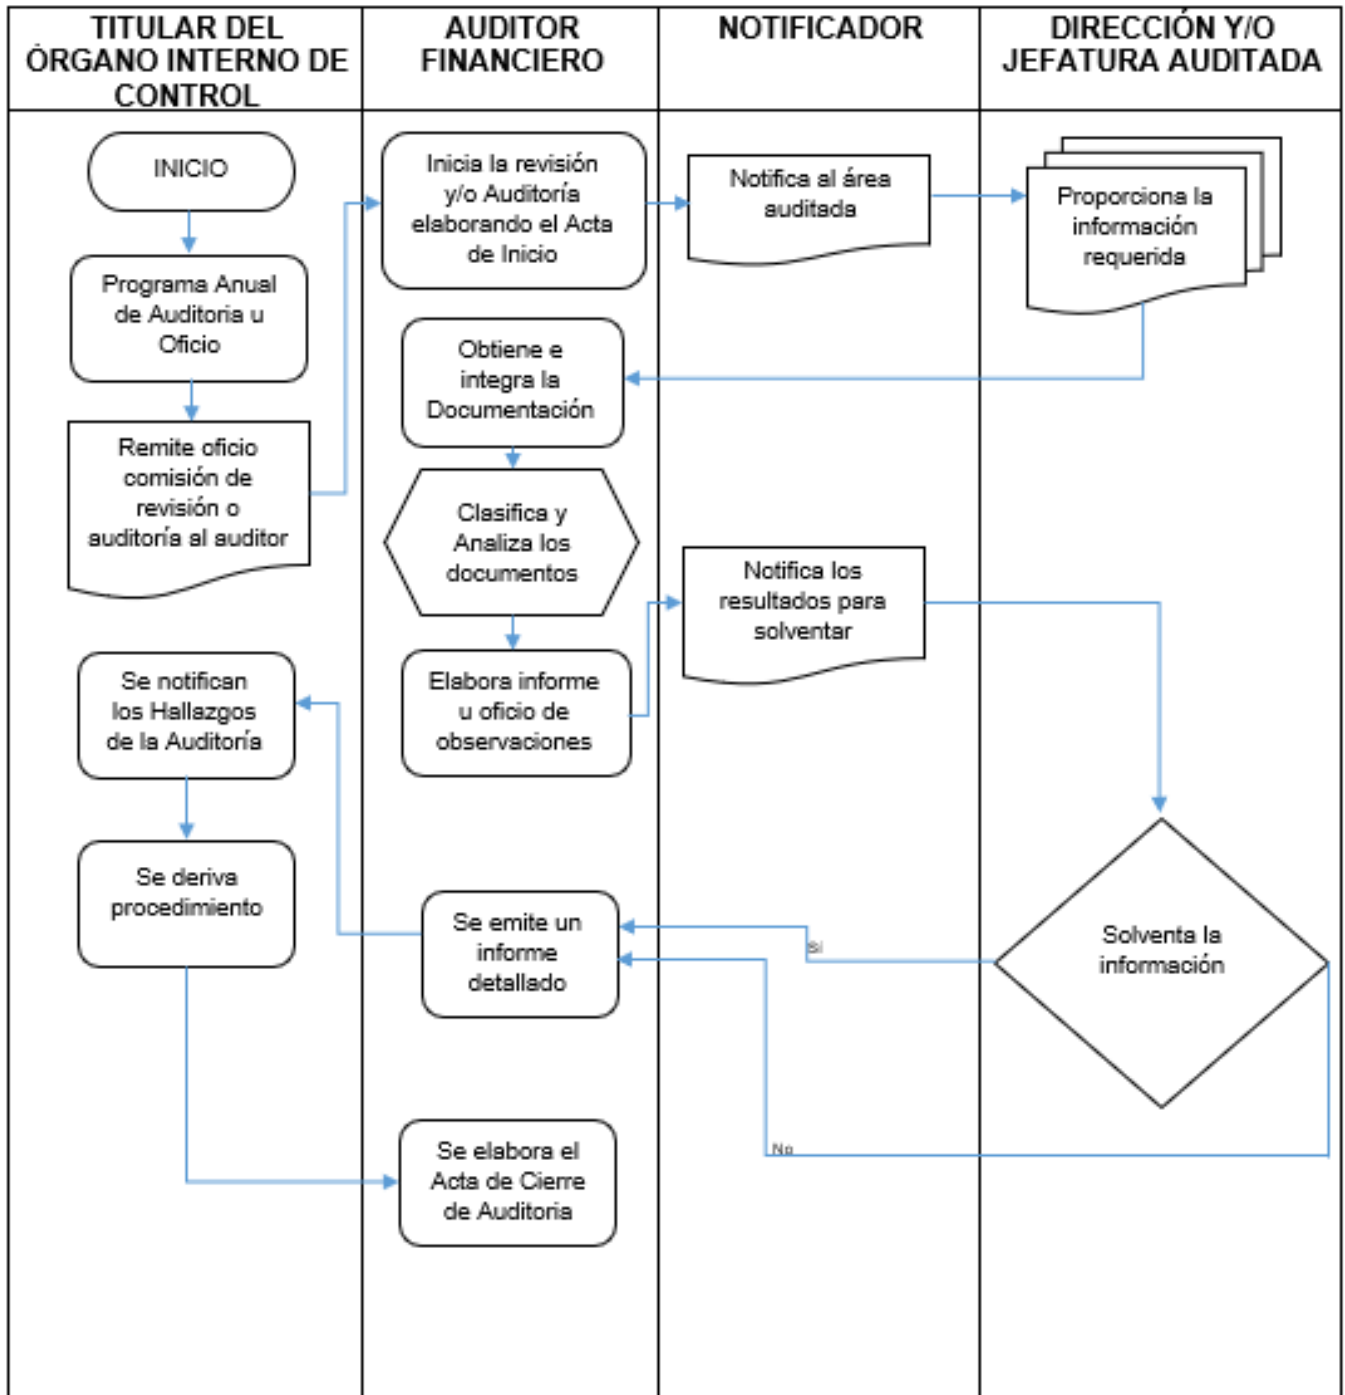 TITULAR DEL
ÓRGANO INTERNO DE
CONTROL
AUDITOR
FINANCIERO
NOTIFICADOR
DIRECCIÓN Y/O
JEFATURA AUDITADA
INICIO
Programa Anual
de Auditoria u
Oficio
Remite oficio
comisión de
revisión o
auditoría al auditor
Inicia la revisión
y/o Auditoría
elaborando el Acta
de Inicio
Notifica al área
auditada
Proporciona la
información
requerida
Obtiene e
integra la
Documentación
Clasifica y
Analiza los
documentos
Elabora informe
u oficio de
observaciones
Notifica los
resultados para
solventar
Solventa la
información
Sí
No
Se emite un
informe
detallado
Se notifican
los Hallazgos
de la Auditoría
Se deriva
procedimiento
Se elabora el
Acta de Cierre
de Auditoria